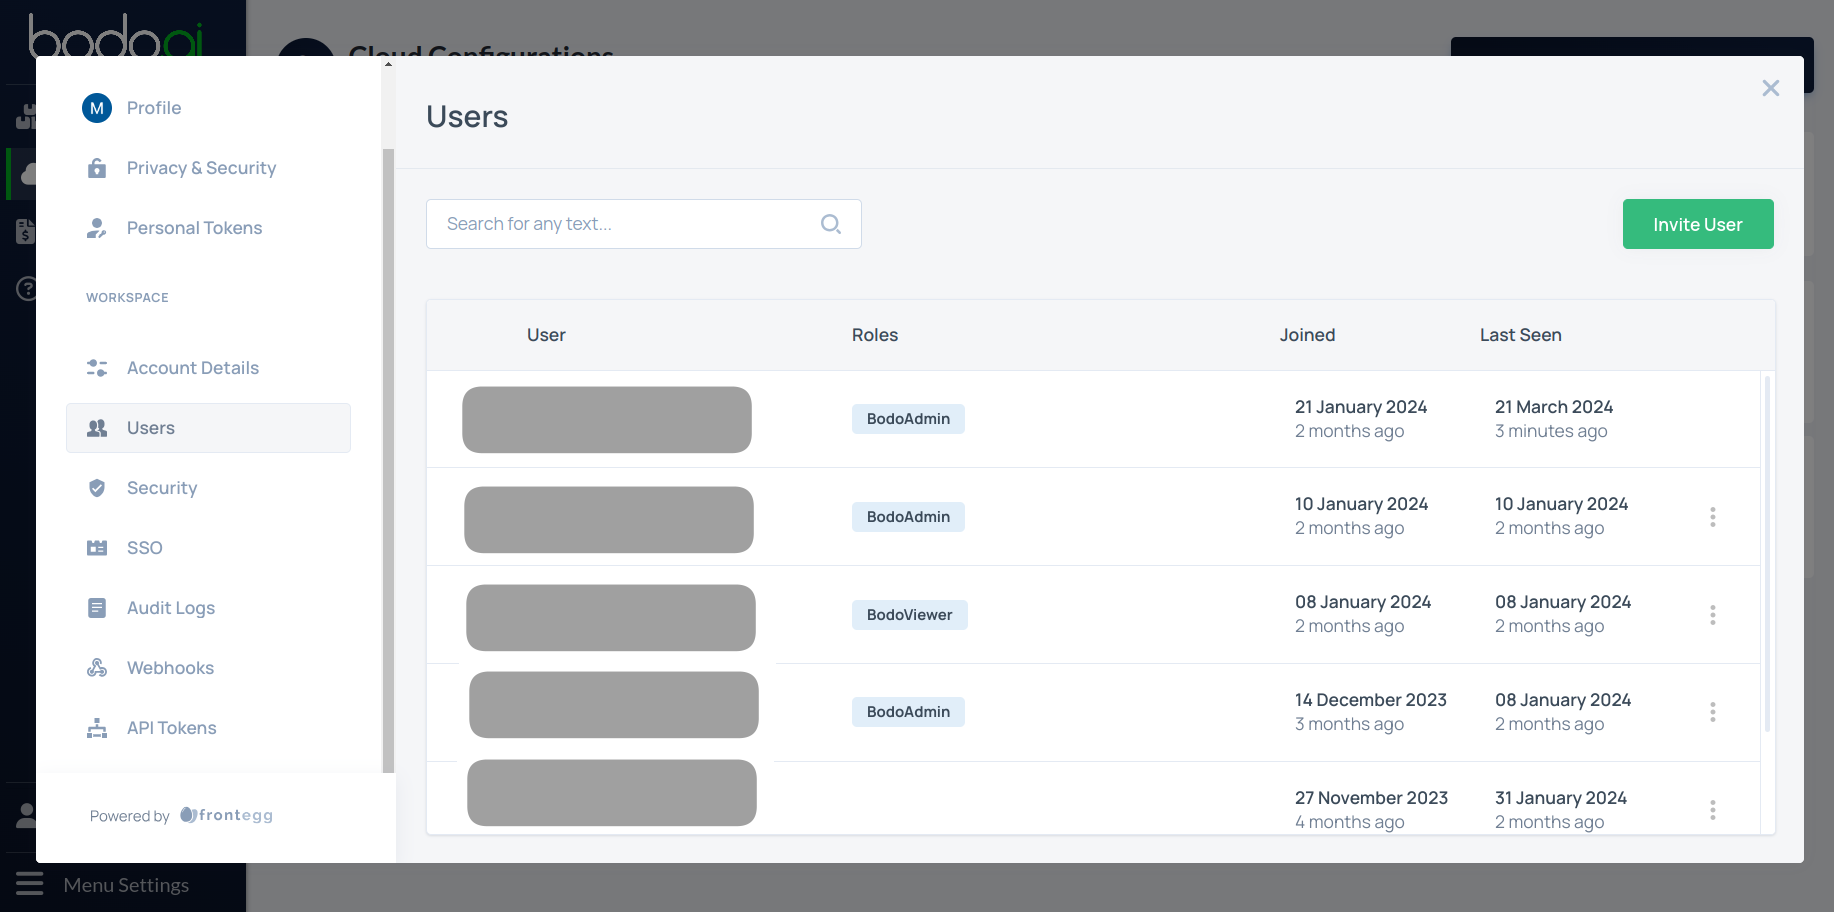 bodo ai
Cloud Configurations
M Profile
Privacy & Security
Personal Tokens
WORKSPACE
Account Details
Users
Security
SSO
Audit Logs
Webhooks
API Tokens
Powered by frontegg
Menu Settings
Users
Search for any text...
Invite User
User Roles Joined Last Seen
BodoAdmin 21 January 2024 21 March 2024
2 months ago 3 minutes ago
BodoAdmin 10 January 2024 10 January 2024
2 months ago 2 months ago
BodoViewer 08 January 2024 08 January 2024
2 months ago 2 months ago
BodoAdmin 14 December 2023 08 January 2024
3 months ago 2 months ago
27 November 2023 31 January 2024
4 months ago 2 months ago